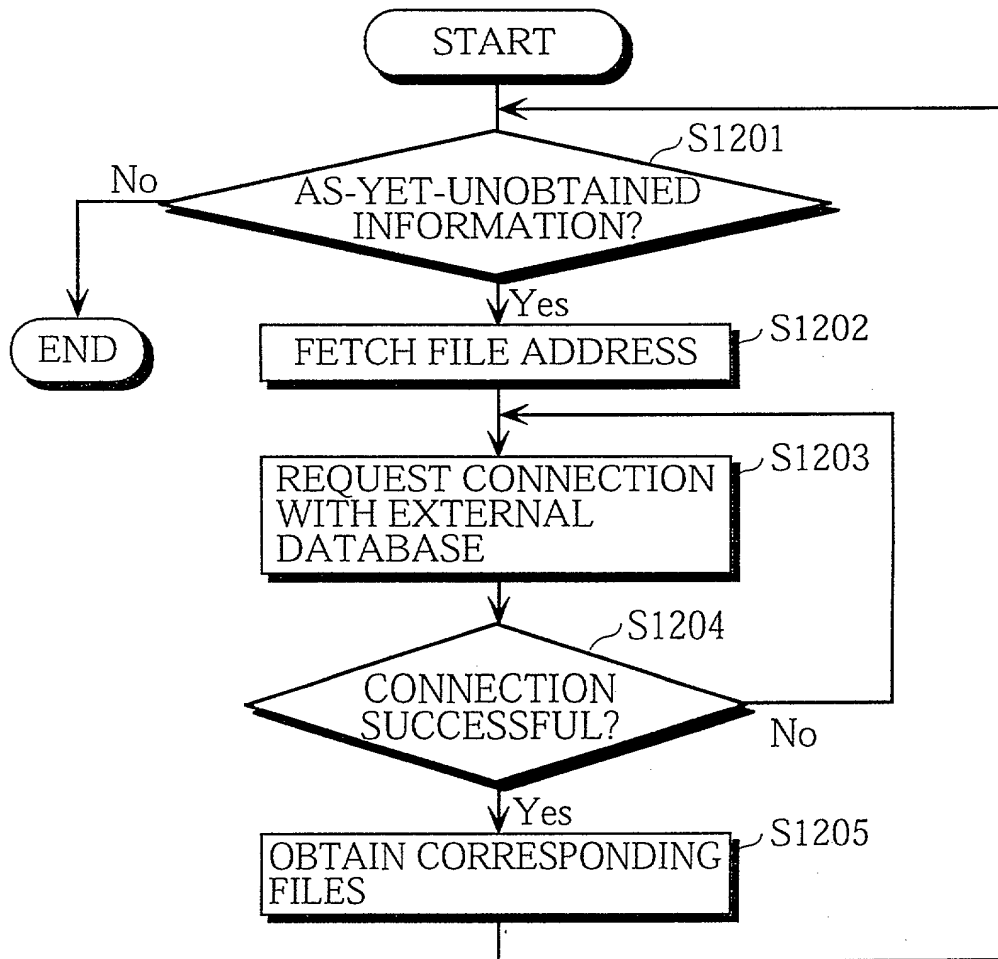 START
S1201
No
AS-YET-UNOBTAINED
INFORMATION?
Yes
END
S1202
FETCH FILE ADDRESS
S1203
REQUEST CONNECTION
WITH EXTERNAL
DATABASE
S1204
CONNECTION
SUCCESSFUL?
No
Yes
S1205
OBTAIN CORRESPONDING
FILES